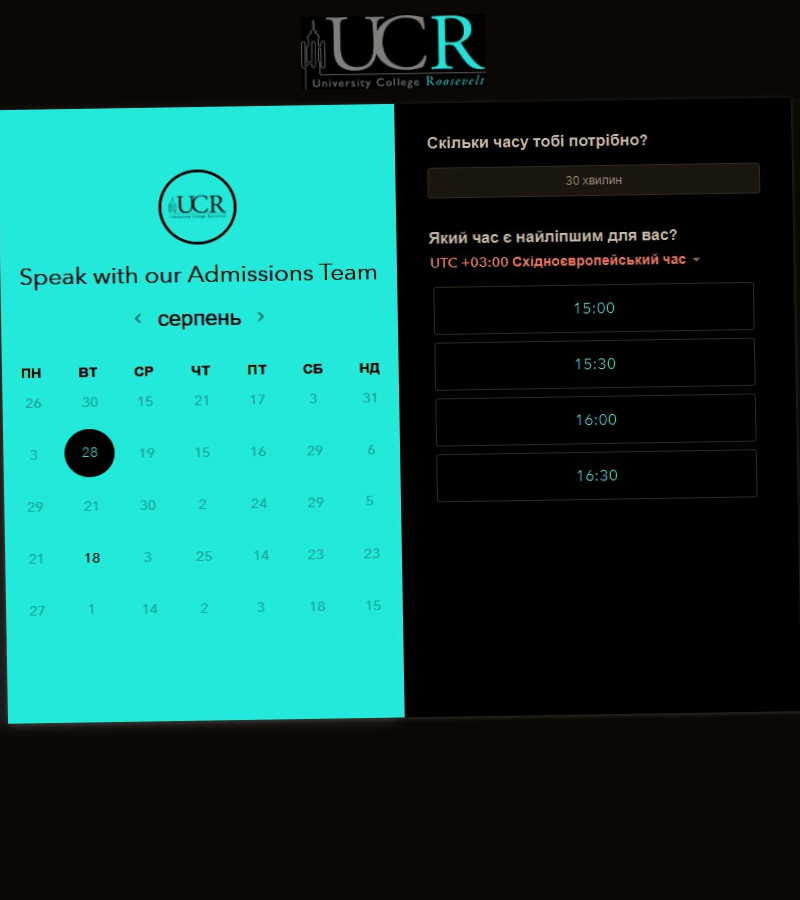 UCR
University College Roosevelt
UCR
University College Roosevelt
Speak with our Admissions Team
серпень
ПН ВТ СР ЧТ ПТ СБ НД
26 30 15 21 17 3 31
3 28 19 15 16 29 6
29 21 30 2 24 29 5
21 18 3 25 14 23 23
27 1 14 2 3 18 15
Скільки часу тобі потрібно?
30 хвилин
Який час є найліпшим для вас?
UTC +03:00 Східноєвропейський час
15:00
15:30
16:00
16:30